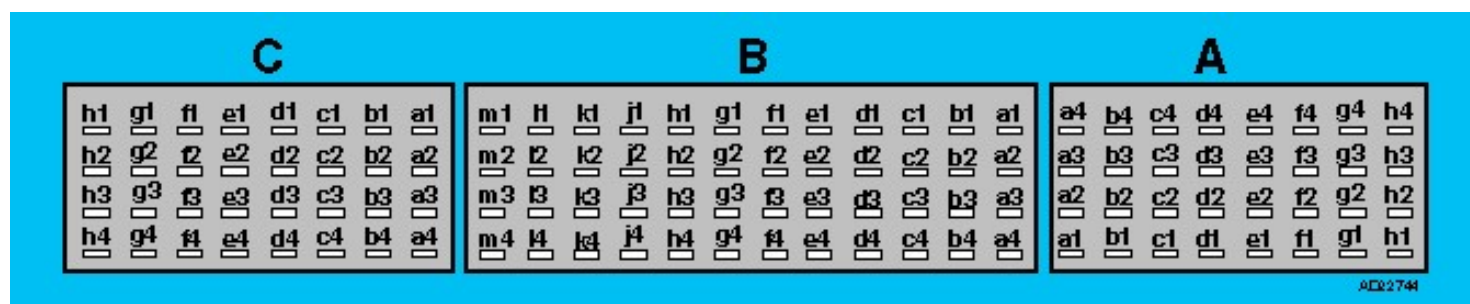 C B A
h1 g1 f1 e1 d1 c1 b1 a1 m1 l1 k1 j1 h1 g1 f1 e1 d1 c1 b1 a1 a4 b4 c4 d4 e4 f4 g4 h4
h2 g2 f2 e2 d2 c2 b2 a2 m2 l2 k2 j2 h2 g2 f2 e2 d2 c2 b2 a2 a3 b3 c3 d3 e3 f3 g3 h3
h3 g3 f3 e3 d3 c3 b3 a3 m3 l3 k3 j3 h3 g3 f3 e3 d3 c3 b3 a3 a2 b2 c2 d2 e2 f2 g2 h2
h4 g4 f4 e4 d4 c4 b4 a4 m4 l4 k4 j4 h4 g4 f4 e4 d4 c4 b4 a4 a1 b1 c1 d1 e1 f1 g1 h1